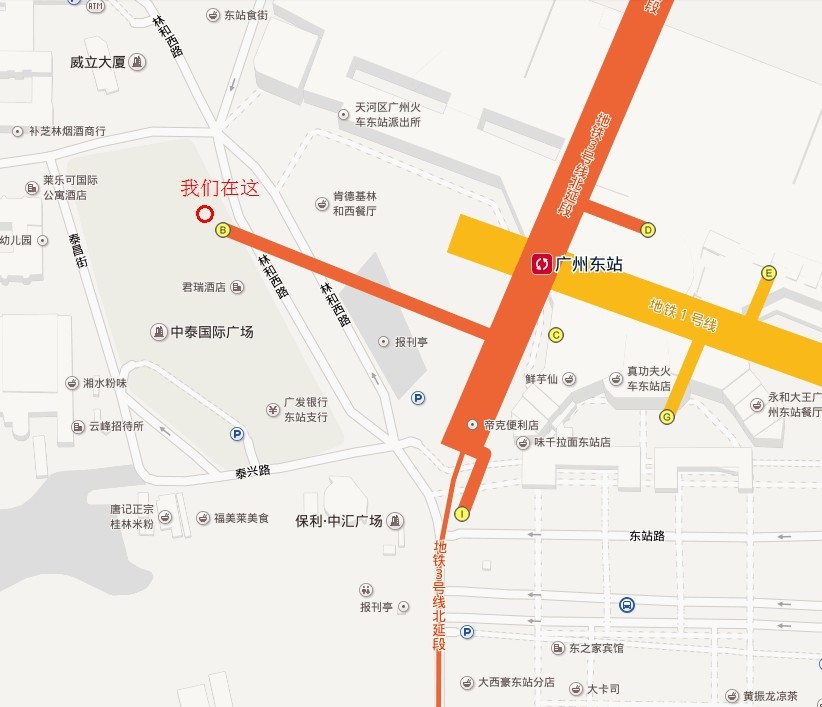 ATM
P
东站食街
林和西路
段
威立大厦
天河区广州火
车东站派出所
补芝林烟酒商行
地铁3号线北延段
莱乐可国际
公寓酒店
我们在这
肯德基林
和西餐厅
B
D
幼儿园
泰昌街
广州东站
E
林和西路
林和西路
君瑞酒店
地铁1号线
中泰国际广场
报刊亭
C
鲜芋仙
真功夫火
车东站店
湘水粉味
P
永和大王广
州东站餐厅
广发银行
东站支行
G
云峰招待所
P
帝克便利店
味千拉面东站店
泰兴路
唐记正宗
桂林米粉
福美莱美食
保利·中汇广场
I
东站路
地铁3号线北延段
报刊亭
P
东之家宾馆
大西豪东站分店
大卡司
黄振龙凉茶